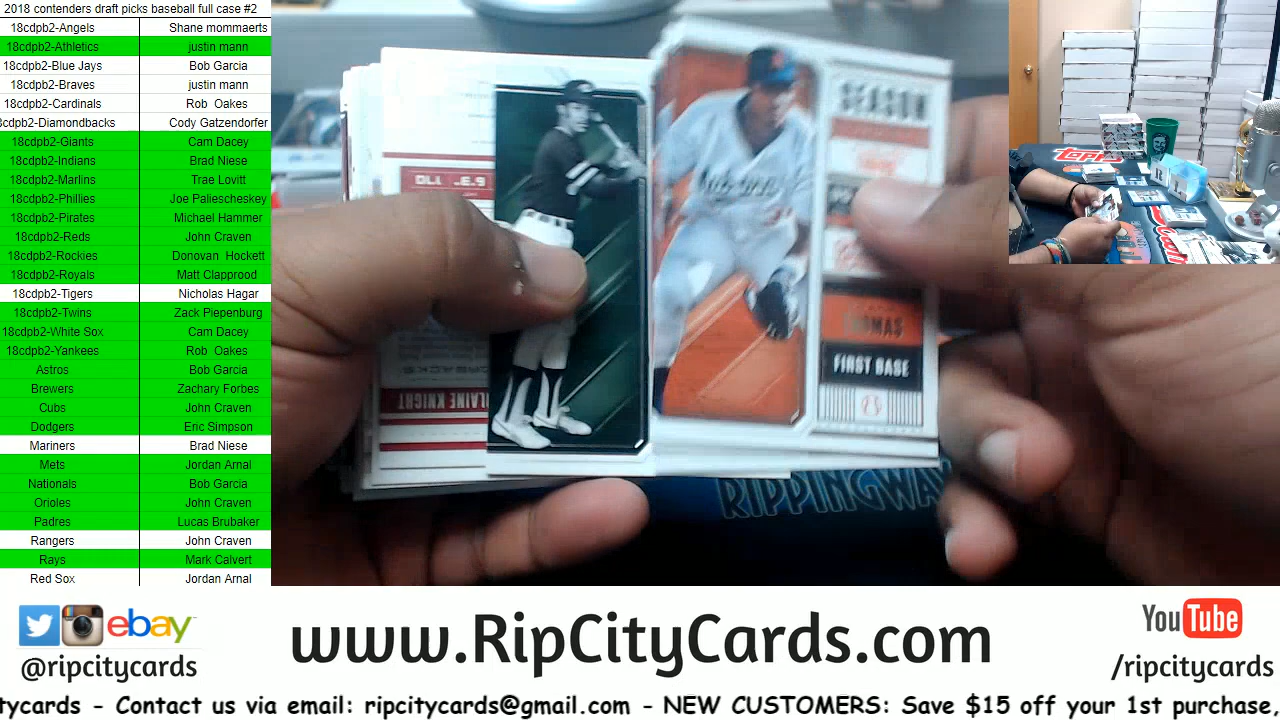 2018 contenders draft picks baseball full case #2
18cdpb2-Angels Shane mommaerts
18cdpb2-Athletics justin mann
18cdpb2-Blue Jays Bob Garcia
18cdpb2-Braves justin mann
18cdpb2-Cardinals Rob Oakes
8cdpb2-Diamondbacks Cody Gatzendorfer
18cdpb2-Giants Cam Dacey
18cdpb2-Indians Brad Niese
18cdpb2-Marlins Trae Lovitt
18cdpb2-Phillies Joe Paliescheskey
18cdpb2-Pirates Michael Hammer
18cdpb2-Reds John Craven
18cdpb2-Rockies Donovan Hockett
18cdpb2-Royals Matt Clapprood
18cdpb2-Tigers Nicholas Hagar
18cdpb2-Twins Zack Piepenburg
18cdpb2-White Sox Cam Dacey
18cdpb2-Yankees Rob Oakes
Astros Bob Garcia
Brewers Zachary Forbes
Cubs John Craven
Dodgers Eric Simpson
Mariners Brad Niese
Mets Jordan Arnal
Nationals Bob Garcia
Orioles John Craven
Padres Lucas Brubaker
Rangers John Craven
Rays Mark Calvert
Red Sox Jordan Arnal
SEASON
THOMAS
FIRST BASE
LAINE KNIGHT
RIPPINGWA
Topps
ebay
@ripcitycards
www.RipCityCards.com
YouTube
/ripcitycards
tycards - Contact us via email: ripcitycards@gmail.com - NEW CUSTOMERS: Save $15 off your 1st purchase.